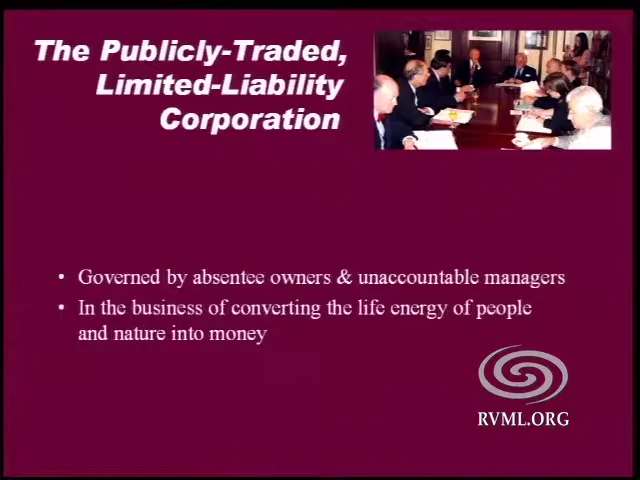 The Publicly-Traded,
Limited-Liability
Corporation
• Governed by absentee owners & unaccountable managers
• In the business of converting the life energy of people
and nature into money
RVML.ORG